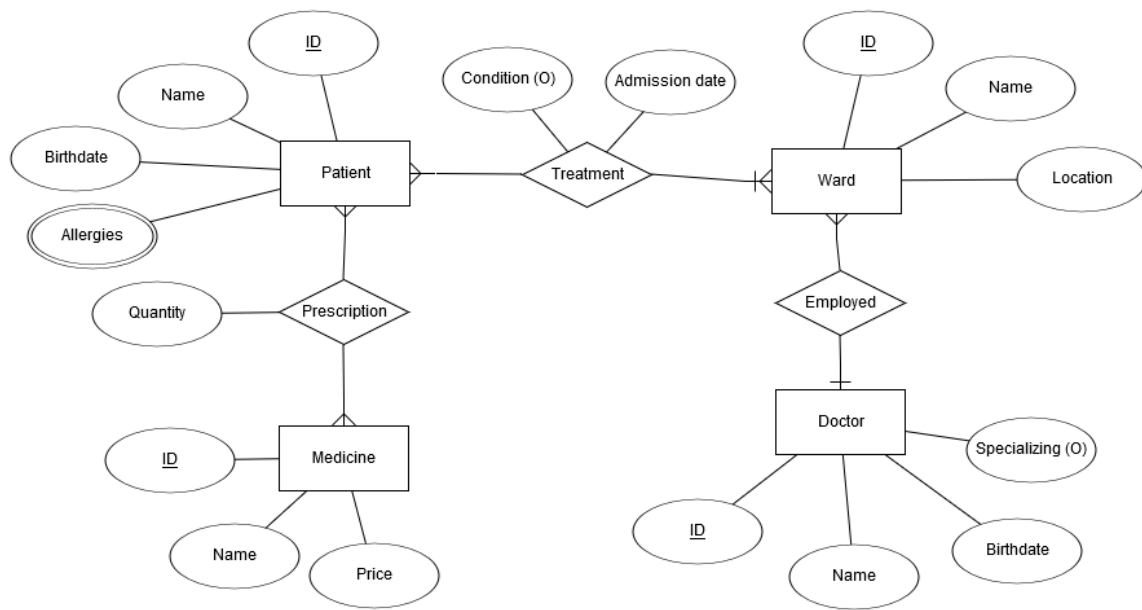 ID
Name
Birthdate
Allergies
Patient
Condition (O)
Admission date
Treatment
ID
Name
Location
Ward
Quantity
Prescription
Employed
ID
Medicine
Name
Price
Doctor
Specializing (O)
ID
Name
Birthdate